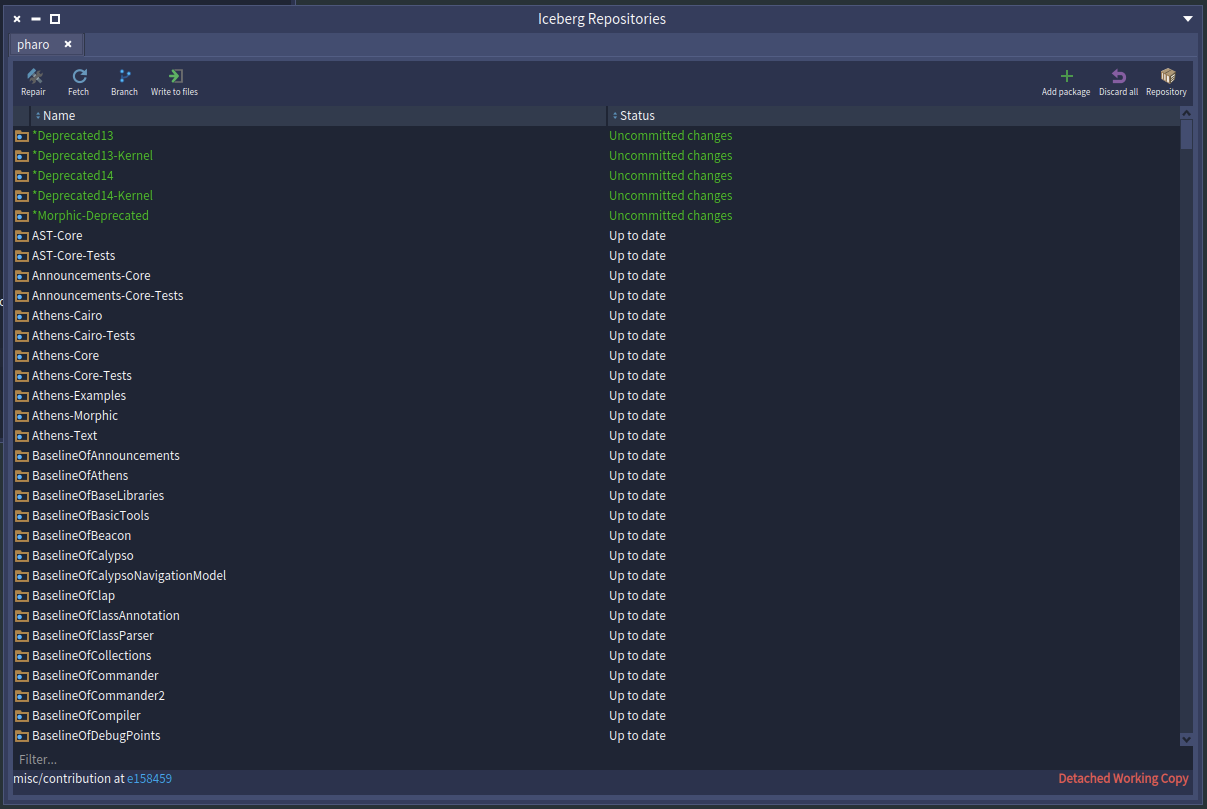 Iceberg Repositories
pharo
Repair Fetch Branch Write to files Add package Discard all Repository
Name Status
*Deprecated13 Uncommitted changes
*Deprecated13-Kernel Uncommitted changes
*Deprecated14 Uncommitted changes
*Deprecated14-Kernel Uncommitted changes
*Morphic-Deprecated Uncommitted changes
AST-Core Up to date
AST-Core-Tests Up to date
Announcements-Core Up to date
Announcements-Core-Tests Up to date
Athens-Cairo Up to date
Athens-Cairo-Tests Up to date
Athens-Core Up to date
Athens-Core-Tests Up to date
Athens-Examples Up to date
Athens-Morphic Up to date
Athens-Text Up to date
BaselineOfAnnouncements Up to date
BaselineOfAthens Up to date
BaselineOfBaseLibraries Up to date
BaselineOfBasicTools Up to date
BaselineOfBeacon Up to date
BaselineOfCalypso Up to date
BaselineOfCalypsoNavigationModel Up to date
BaselineOfClap Up to date
BaselineOfClassAnnotation Up to date
BaselineOfClassParser Up to date
BaselineOfCollections Up to date
BaselineOfCommander Up to date
BaselineOfCommander2 Up to date
BaselineOfCompiler Up to date
BaselineOfDebugPoints Up to date
Filter...
misc/contribution at e158459 Detached Working Copy